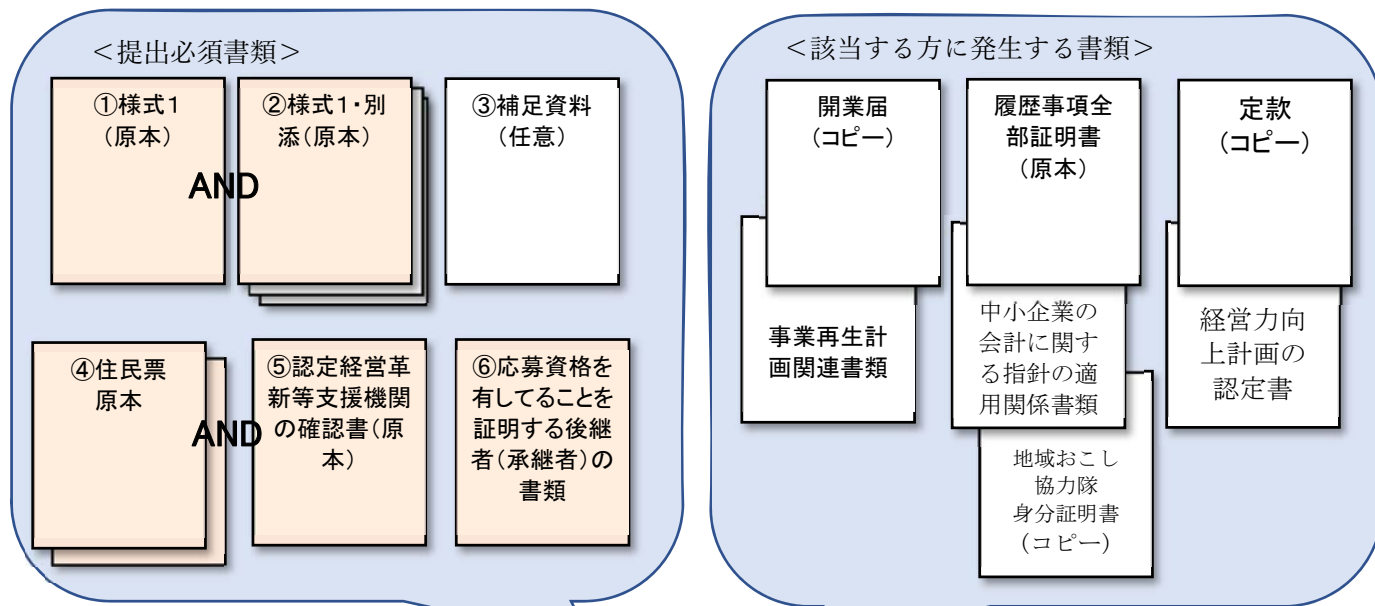 ＜提出必須書類＞
①様式1
(原本)
AND
②様式1・別
添(原本)
③補足資料
(任意)
④住民票
原本
AND
⑤認定経営革
新等支援機関
の確認書(原
本)
⑥応募資格を
有してることを
証明する後継
者(承継者)の
書類
＜該当する方に発生する書類＞
開業届
(コピー)
履歴事項全
部証明書
(原本)
定款
(コピー)
事業再生計
画関連書類
中小企業の
会計に関す
る指針の適
用関係書類
経営力向
上計画の
認定書
地域おこし
協力隊
身分証明書
(コピー)